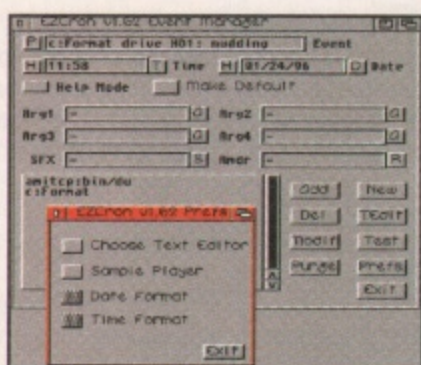 EZCron v1.62 Event Manager
P c:Format drive H01: nodding Event
H 11:58 T Time H 01/24/96 D Date
Help Mode Make Default
Arg1 - G Arg2 - G
Arg3 - G Arg4 - G
SFX - S Amdr - R
amitcp:bin/du
c:Format
Add New
Del TEdit
Modif Test
Purge Prefs
Exit
EZCron v1.62 Prefs
Choose Text Editor
Sample Player
Date Format
Time Format
Exit